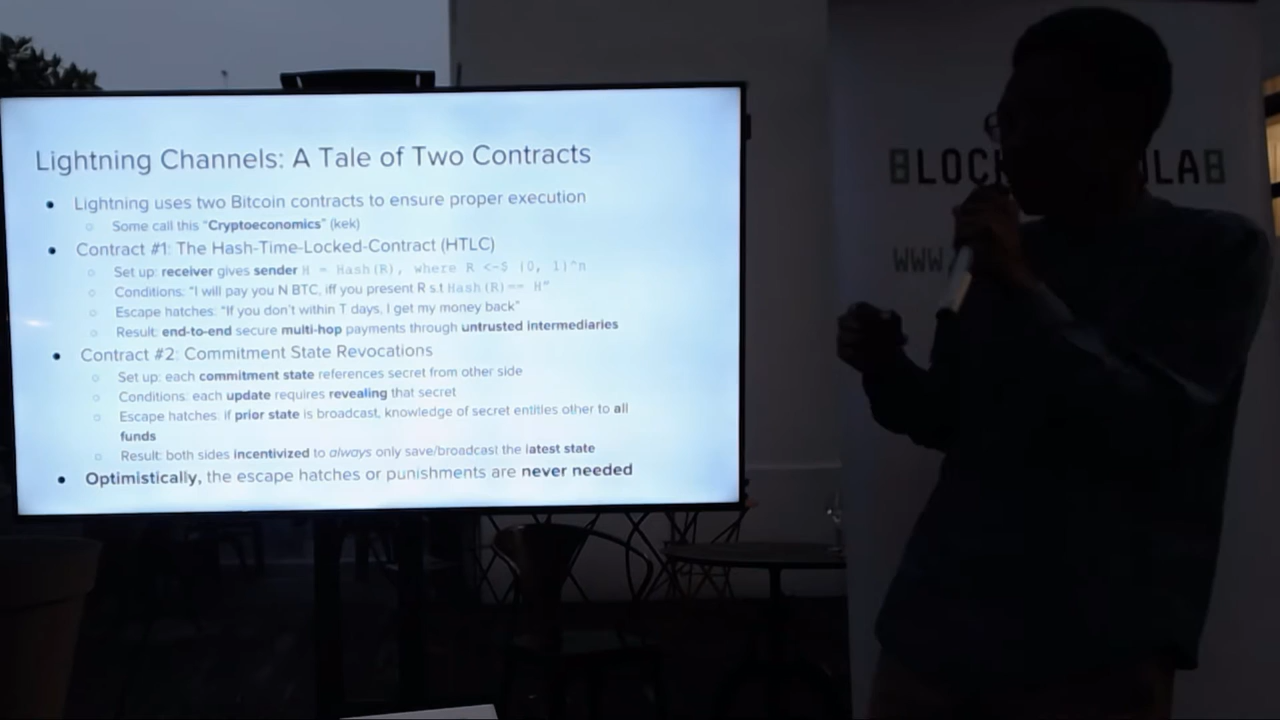 Lightning Channels: A Tale of Two Contracts
Lightning uses two Bitcoin contracts to ensure proper execution
Some call this "Cryptoeconomics" (kek)
Contract #1: The Hash-Time-Locked-Contract (HTLC)
Set up: receiver gives sender H = Hash(R), where R <-$ {0, 1}^n
Conditions: "I will pay you N BTC, iff you present R s.t Hash(R)== H"
Escape hatches: "If you don't within T days, I get my money back"
Result: end-to-end secure multi-hop payments through untrusted intermediaries
Contract #2: Commitment State Revocations
Set up: each commitment state references secret from other side
Conditions: each update requires revealing that secret
Escape hatches: if prior state is broadcast, knowledge of secret entities other to all
funds
Result: both sides incentivized to always only save/broadcast the latest state
Optimistically, the escape hatches or punishments are never needed
BLOCK LAB
WWW